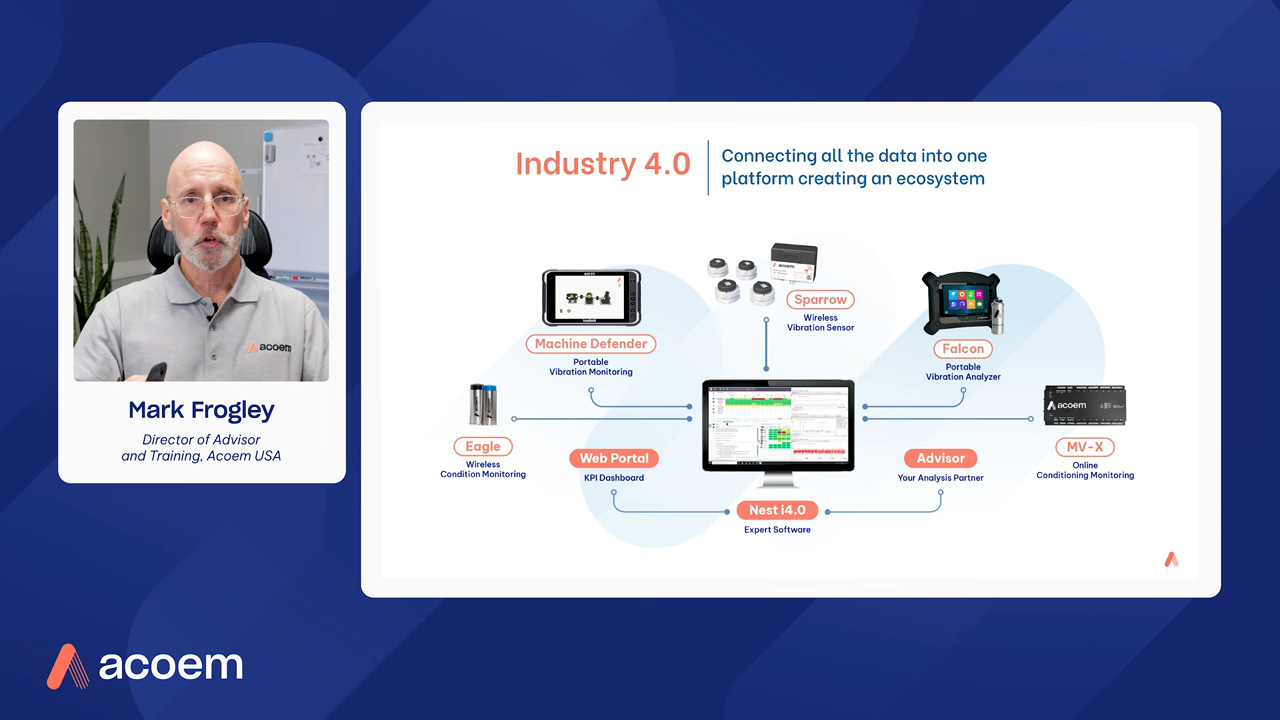 Industry 4.0
Connecting all the data into one
platform creating an ecosystem
acoem
Mark Frogley
Director of Advisor
and Training, Acoem USA
acoem
Sparrow
Wireless
Vibration Sensor
Machine Defender
Portable
Vibration Monitoring
Falcon
Portable
Vibration Analyzer
acoem
Eagle
Wireless
Condition Monitoring
Web Portal
KPI Dashboard
Advisor
Your Analysis Partner
MV-X
Online
Conditioning Monitoring
Nest i4.0
Expert Software
acoem